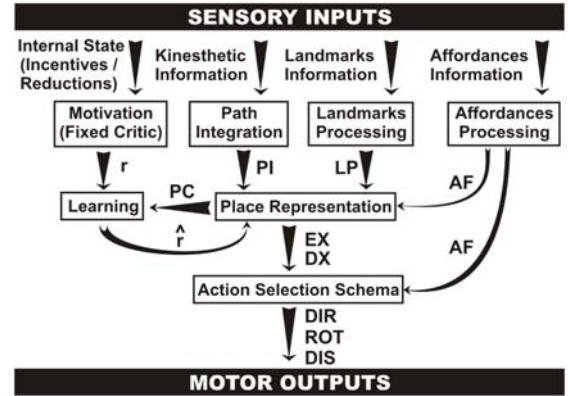 SENSORY INPUTS
Internal State
(Incentives /
Reductions)
Kinesthetic
Information
Landmarks
Information
Affordances
Information
Motivation
(Fixed Critic)
Path
Integration
Landmarks
Processing
Affordances
Processing
r
PI
LP
AF
PC
Learning
Place Representation
r̂
EX
DX
AF
Action Selection Schema
DIR
ROT
DIS
MOTOR OUTPUTS